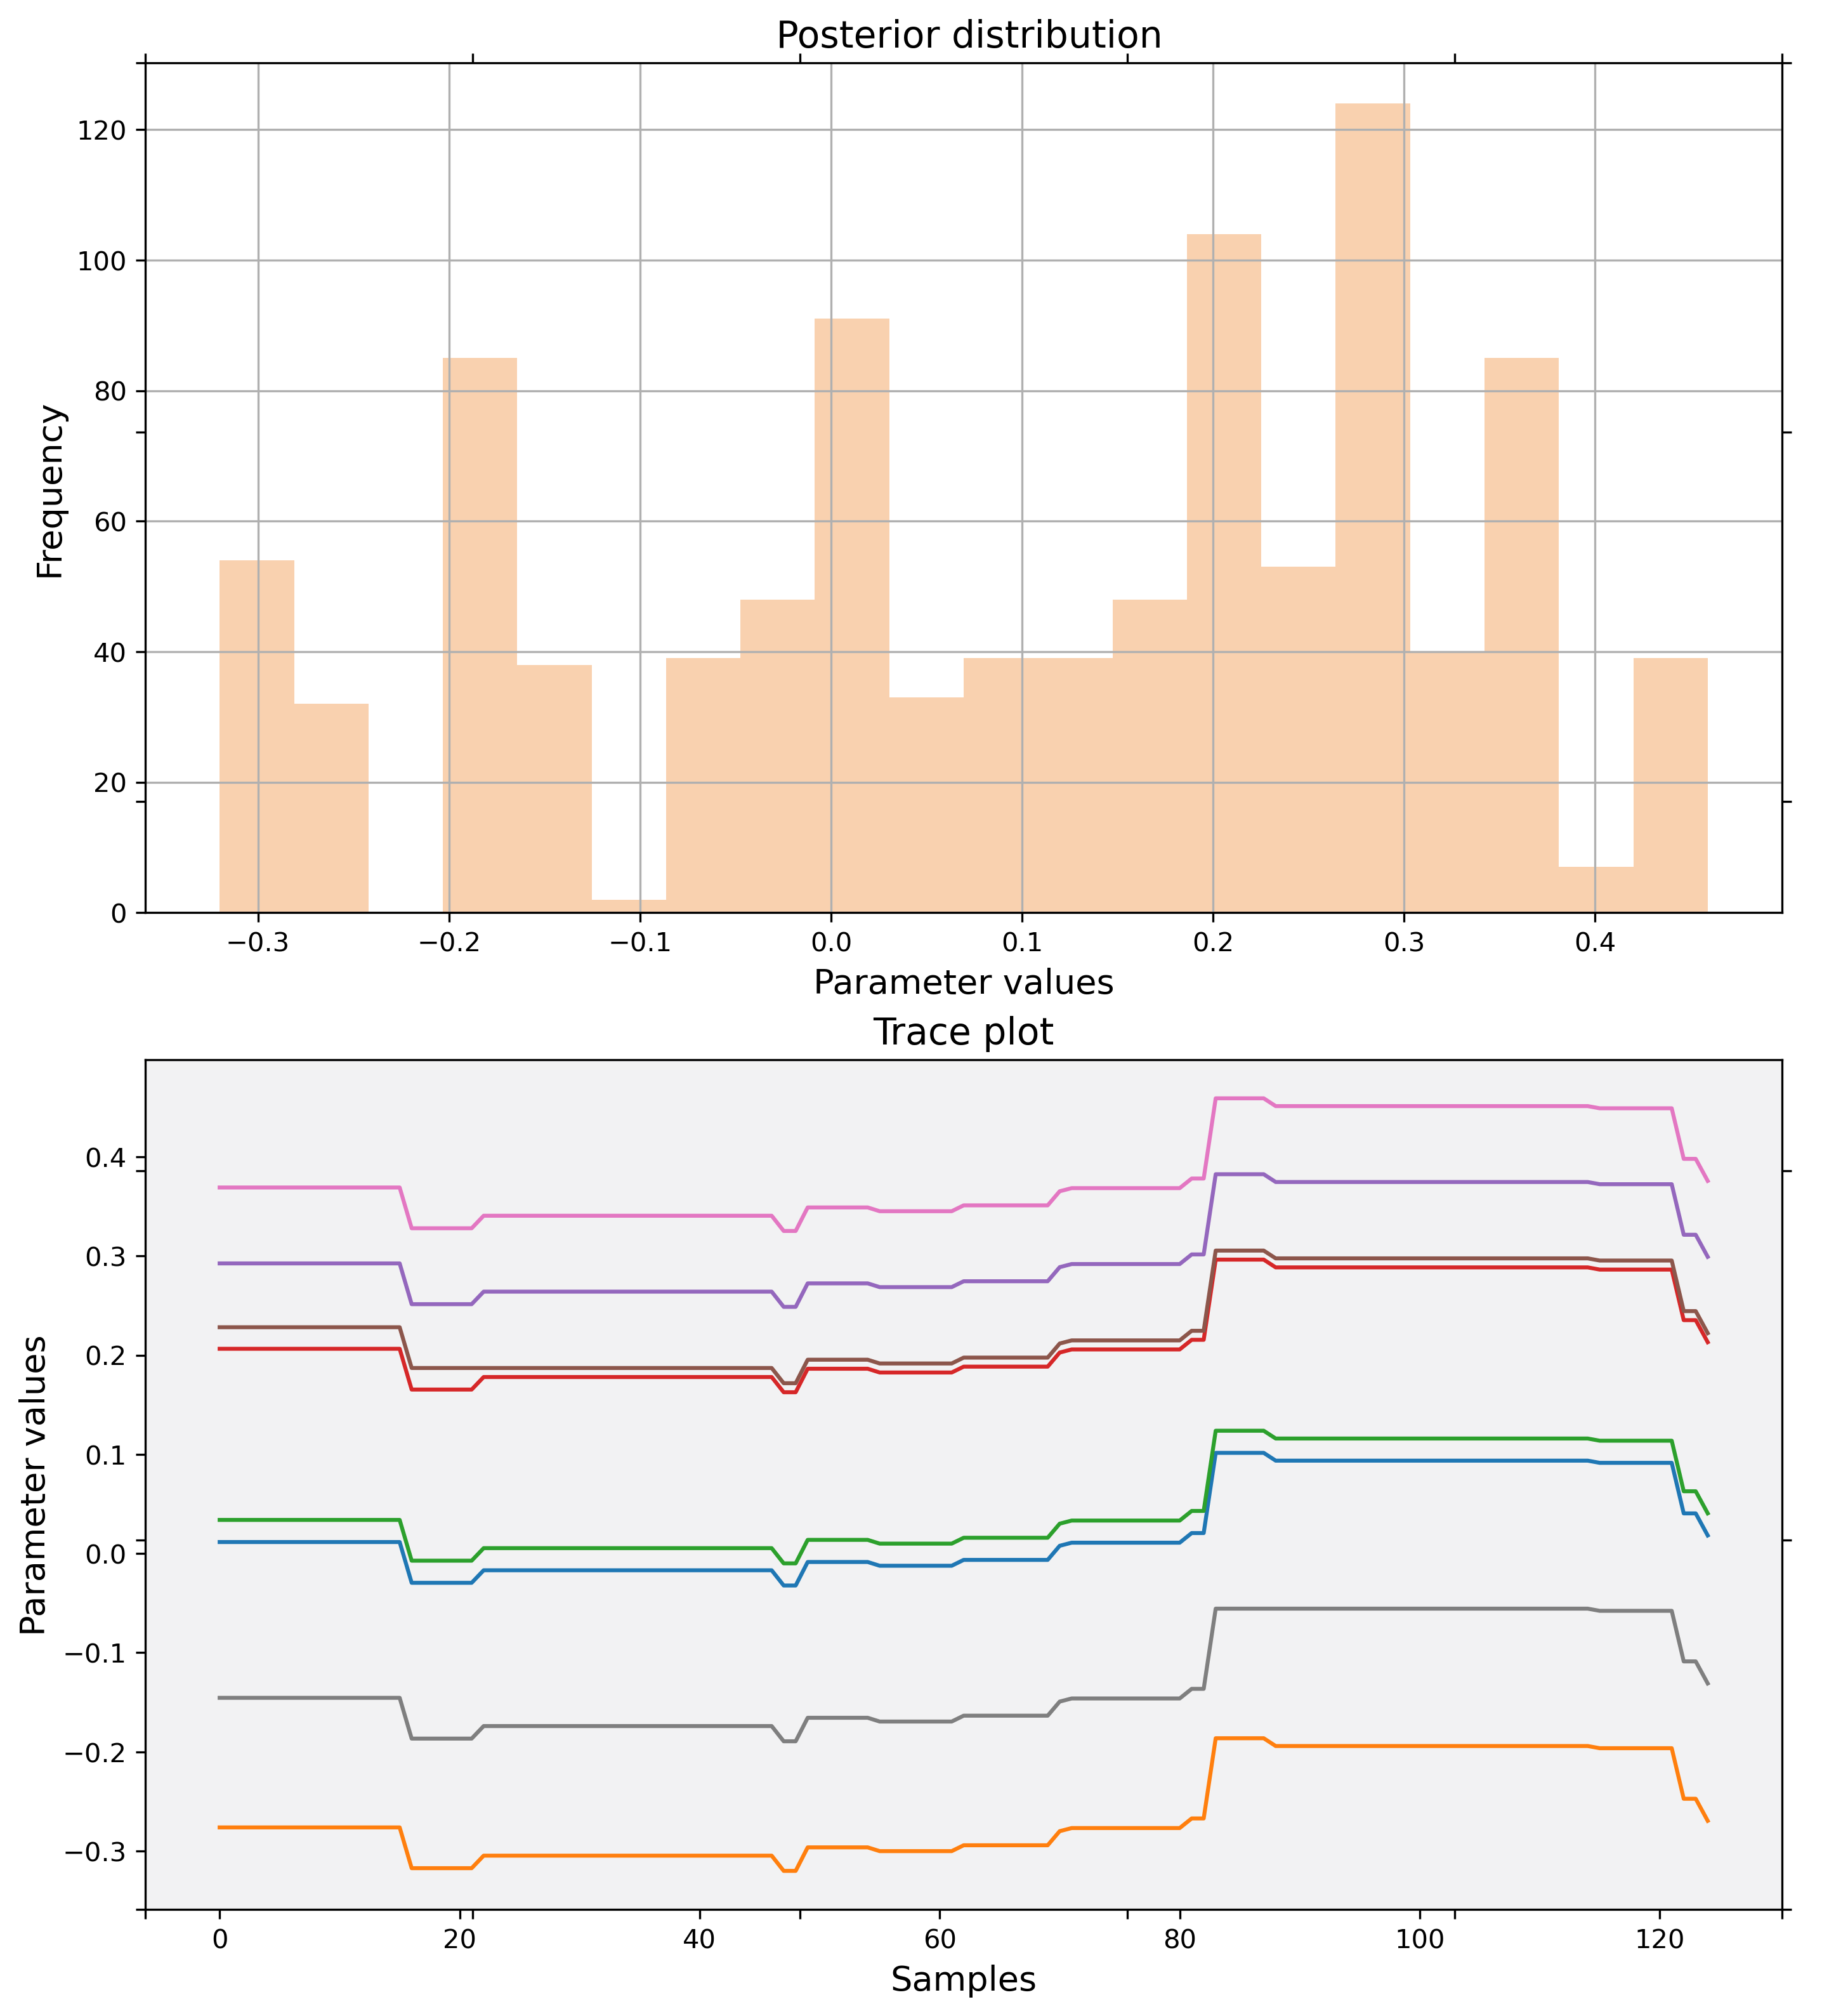 Posterior distribution
120
100
80
60
40
20
0
Frequency
−0.3 −0.2 −0.1 0.0 0.1 0.2 0.3 0.4
Parameter values
Trace plot
0.4
0.3
0.2
0.1
0.0
−0.1
−0.2
−0.3
Parameter values
0 20 40 60 80 100 120
Samples